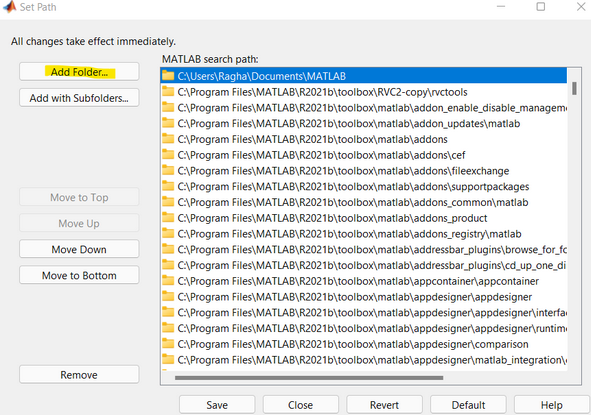 Set Path
All changes take effect immediately.
MATLAB search path:
Add Folder...
Add with Subfolders...
Move to Top
Move Up
Move Down
Move to Bottom
Remove
C:\Users\Ragha\Documents\MATLAB
C:\Program Files\MATLAB\R2021b\toolbox\RVC2-copy\rvctools
C:\Program Files\MATLAB\R2021b\toolbox\matlab\addon_enable_disable_manageme
C:\Program Files\MATLAB\R2021b\toolbox\matlab\addon_updates\matlab
C:\Program Files\MATLAB\R2021b\toolbox\matlab\addons
C:\Program Files\MATLAB\R2021b\toolbox\matlab\addons\cef
C:\Program Files\MATLAB\R2021b\toolbox\matlab\addons\fileexchange
C:\Program Files\MATLAB\R2021b\toolbox\matlab\addons\supportpackages
C:\Program Files\MATLAB\R2021b\toolbox\matlab\addons_common\matlab
C:\Program Files\MATLAB\R2021b\toolbox\matlab\addons_product
C:\Program Files\MATLAB\R2021b\toolbox\matlab\addons_registry\matlab
C:\Program Files\MATLAB\R2021b\toolbox\matlab\addressbar_plugins\browse_for_fo
C:\Program Files\MATLAB\R2021b\toolbox\matlab\addressbar_plugins\cd_up_one_di
C:\Program Files\MATLAB\R2021b\toolbox\matlab\appcontainer\appcontainer
C:\Program Files\MATLAB\R2021b\toolbox\matlab\appdesigner\appdesigner
C:\Program Files\MATLAB\R2021b\toolbox\matlab\appdesigner\appdesigner\interfac
C:\Program Files\MATLAB\R2021b\toolbox\matlab\appdesigner\appdesigner\runtime
C:\Program Files\MATLAB\R2021b\toolbox\matlab\appdesigner\comparison
C:\Program Files\MATLAB\R2021b\toolbox\matlab\appdesigner\matlab_integration\
Save
Close
Revert
Default
Help